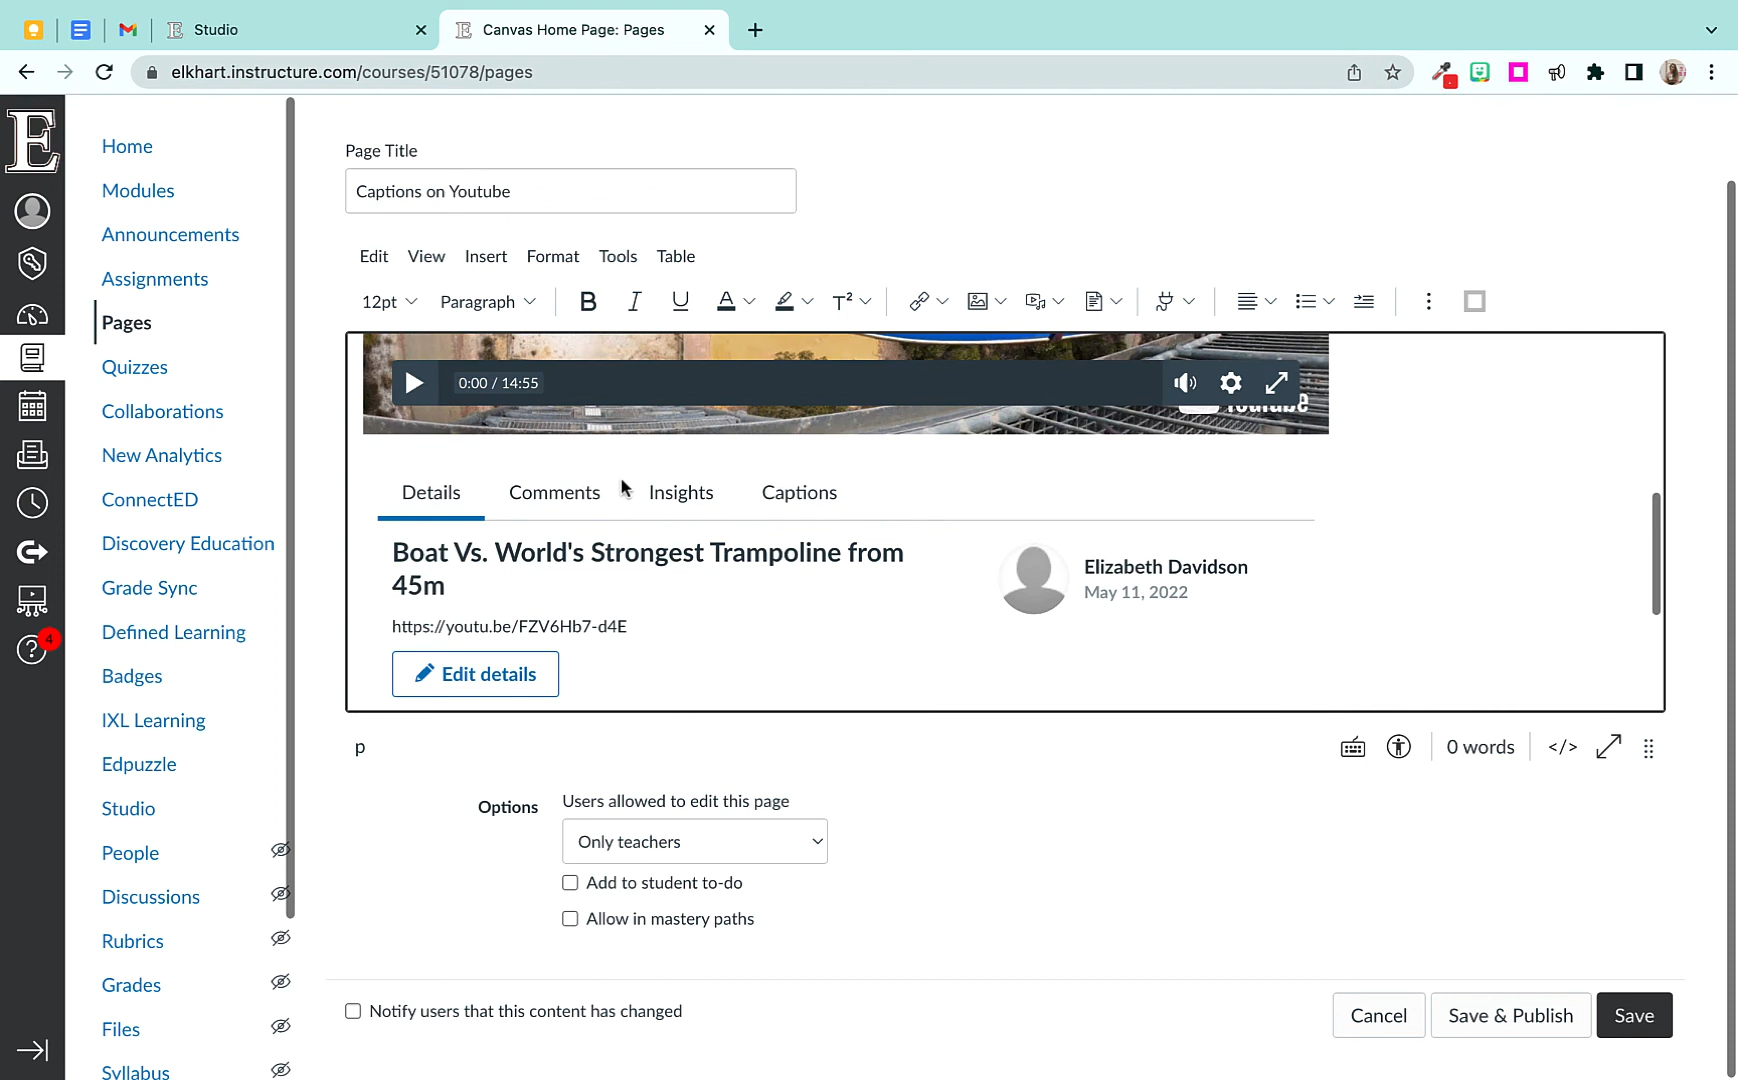 Studio
Canvas Home Page: Pages
elkhart.instructure.com/courses/51078/pages
E
Home
Modules
Announcements
Assignments
Pages
Quizzes
Collaborations
New Analytics
ConnectED
Discovery Education
Grade Sync
Defined Learning
Badges
IXL Learning
Edpuzzle
Studio
People
Discussions
Rubrics
Grades
Files
Syllabus
4
Page Title
Captions on Youtube
Edit View Insert Format Tools Table
12pt Paragraph B I U A T²
0:00 / 14:55
YouTube
Details Comments Insights Captions
Boat Vs. World's Strongest Trampoline from
45m
Elizabeth Davidson
May 11, 2022
https://youtu.be/FZV6Hb7-d4E
Edit details
p
0 words </>
Options
Users allowed to edit this page
Only teachers
Add to student to-do
Allow in mastery paths
Notify users that this content has changed
Cancel Save & Publish Save